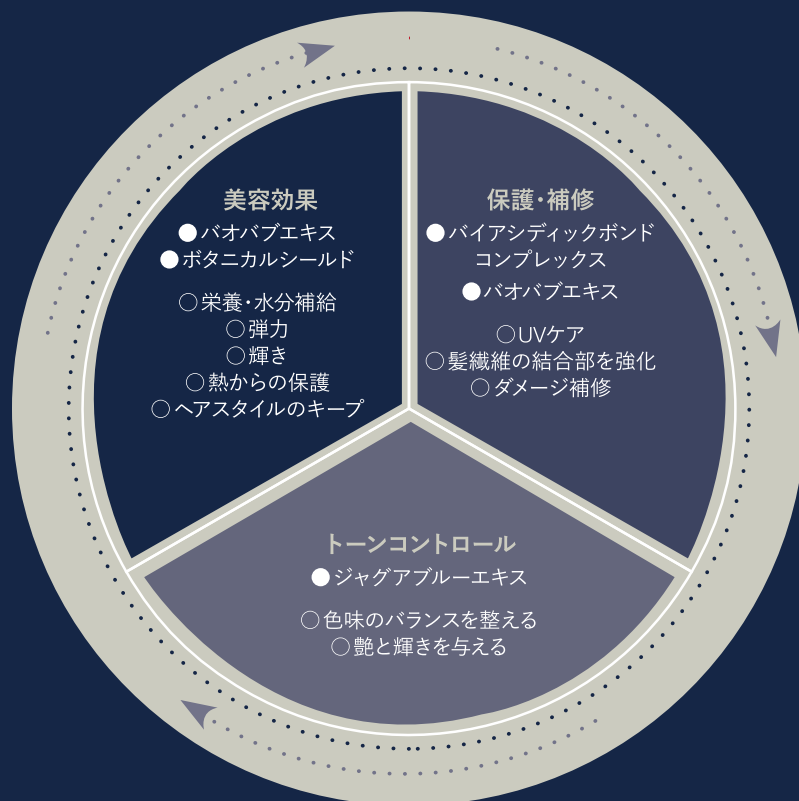 美容効果
●バオバブエキス
●ボタニカルシールド
○栄養・水分補給
○弾力
○輝き
○熱からの保護
○ヘアスタイルのキープ
保護・補修
●バイアシディックボンド
コンプレックス
●バオバブエキス
○UVケア
○髪繊維の結合部を強化
○ダメージ補修
トーンコントロール
●ジャグアブルーエキス
○色味のバランスを整える
○艶と輝きを与える